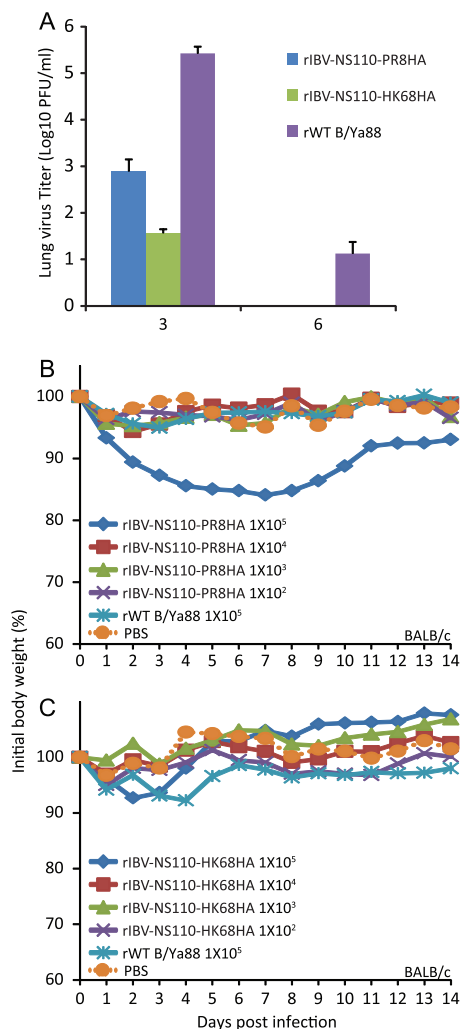 A
Lung virus Titer (Log10 PFU/ml)
6
5
4
3
2
1
0
rIBV-NS110-PR8HA
rIBV-NS110-HK68HA
rWT B/Ya88
3 6
Initial body weight (%)
B
100
90
80
70
60
rIBV-NS110-PR8HA 1X10⁵
rIBV-NS110-PR8HA 1X10⁴
rIBV-NS110-PR8HA 1X10³
rIBV-NS110-PR8HA 1X10²
rWT B/Ya88 1X10⁵
PBS
BALB/c
0 1 2 3 4 5 6 7 8 9 10 11 12 13 14
C
100
90
80
70
60
rIBV-NS110-HK68HA 1X10⁵
rIBV-NS110-HK68HA 1X10⁴
rIBV-NS110-HK68HA 1X10³
rIBV-NS110-HK68HA 1X10²
rWT B/Ya88 1X10⁵
PBS
BALB/c
0 1 2 3 4 5 6 7 8 9 10 11 12 13 14
Days post infection